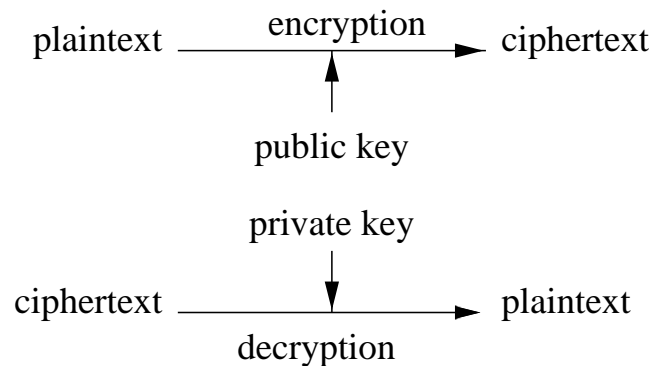 encryption
plaintext
ciphertext
public key
private key
ciphertext
plaintext
decryption